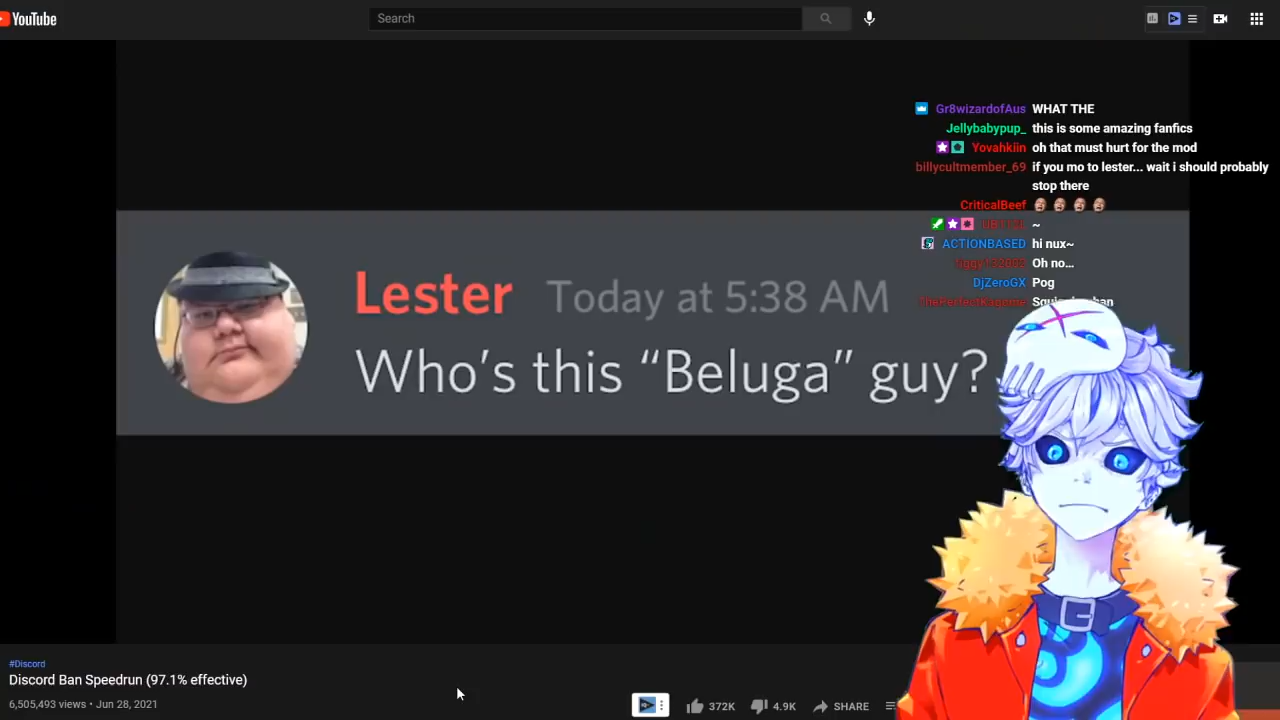 YouTube
Search
Gr8wizardofAus WHAT THE
Jellybabypup_ this is some amazing fanfics
Yovahkiin oh that must hurt for the mod
billycultmember_69 if you mo to lester... wait i should probably
stop there
CriticalBeef
~
ACTIONBASED hi nux~
Oh no...
DjZeroGX Pog
ThePerfectKagome
Lester Today at 5:38 AM
Who's this “Beluga” guy?
#Discord
Discord Ban Speedrun (97.1% effective)
6,505,493 views • Jun 28, 2021
372K 4.9K SHARE